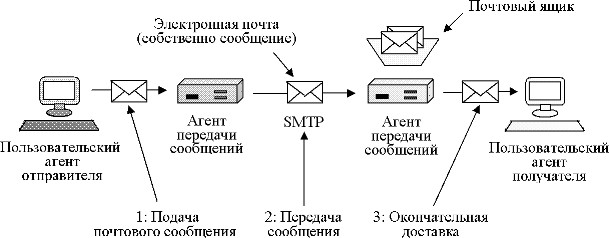 Электронная почта
(собственно сообщение)
Почтовый ящик
Пользовательский
агент
отправителя
Агент
передачи
сообщений
SMTP
Агент
передачи
сообщений
Пользовательский
агент
получателя
1: Подача
почтового сообщения
2: Передача
сообщения
3: Окончательная
доставка